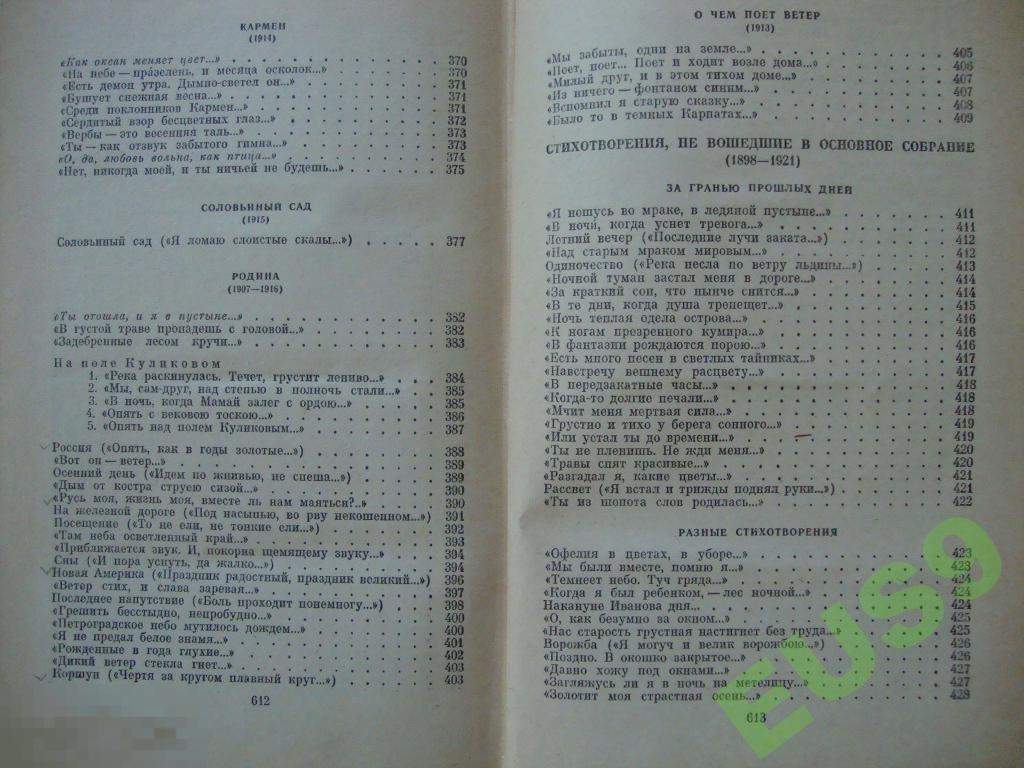 КАРМЕН
(1914)
«Как океан меняет цвет...» 370
«На небе — празелень, и месяца осколок...» 370
«Есть демон утра. Дымно-светел он...» 371
«Бушует снежная весна...» 371
«Среди поклонников Кармен...» 371
«Сердитый взор бесцветных глаз...» 372
«Вербы — это весенняя таль...» 373
«Ты — как отзвук забытого гимна...» 373
«О, да, любовь вольна, как птица...» 374
«Нет, никогда моей, и ты ничьей не будешь...» 375
СОЛОВЬИНЫЙ САД
(1915)
Соловьиный сад («Я ломаю слоистые скалы...») 377
РОДИНА
(1907—1916)
«Ты отошла, и я в пустыне...» 382
«В густой траве пропадешь с головой...» 382
«Задебренные лесом кручи...» 383
На поле Куликовом
1. «Река раскинулась. Течет, грустит лениво...» 384
2. «Мы, сам-друг, над степью в полночь стали...» 385
3. «В ночь, когда Мамай залег с ордою...» 385
4. «Опять с вековою тоскою...» 386
5. «Опять над полем Куликовым...» 387
Россия («Опять, как в годы золотые...») 388
«Вот он — ветер...» 389
Осенний день («Идем по жнивью, не спеша...») 389
«Дым от костра струею сизой...» 390
«Русь моя, жизнь моя, вместе ль нам маяться?..» 390
На железной дороге («Под насыпью, во рву некошенном...») 391
Посещение («То не ели, не тонкие ели...») 392
«Там неба осветленный край...» 393
«Приближается звук. И, покорна щемящему звуку...» 394
Сны («И пора уснуть, да жалко...») 394
Новая Америка («Праздник радостный, праздник великий...») 396
«Ветер стих, и слава заревая...» 397
Последнее напутствие («Боль проходит понемногу...») 398
«Грешить бесстыдно, непробудно...» 400
«Петроградское небо мутилось дождем...» 400
«Я не предал белое знамя...» 401
«Рожденные в года глухие...» 402
«Дикий ветер стекла гнет...» 403
Коршун («Чертя за кругом плавный круг...») 403
612
О ЧЕМ ПОЕТ ВЕТЕР
(1913)
«Мы забыты, одни на земле...» 405
«Поет, поет... Поет и ходит возле дома...» 406
«Милый друг, и в этом тихом доме...» 407
«Из ничего — фонтаном синим...» 407
«Вспомнил я старую сказку...» 408
«Было то в темных Карпатах...» 409
СТИХОТВОРЕНИЯ, НЕ ВОШЕДШИЕ В ОСНОВНОЕ СОБРАНИЕ
(1898—1921)
ЗА ГРАНЬЮ ПРОШЛЫХ ДНЕЙ
«Я ношусь во мраке, в ледяной пустыне...» 411
«В ночи, когда уснет тревога...» 411
Летний вечер («Последние лучи заката...») 412
«Над старым мраком мировым...» 412
Одиночество («Река несла по ветру льдины...») 413
«Ночной туман застал меня в дороге...» 414
«За краткий сон, что нынче снится...» 414
«В те дни, когда душа трепещет...» 415
«Ночь теплая одела острова...» 416
«К ногам презренного кумира...» 416
«В фантазии рождаются порою...» 416
«Есть много песен в светлых тайниках...» 417
«Навстречу вешнему расцвету...» 417
«В передзакатные часы...» 418
«Когда-то долгие печали...» 418
«Мчит меня мертвая сила...» 418
«Грустно и тихо у берега сонного...» 419
«Или устал ты до времени...» 419
«Ты не пленишь. Не жди меня...» 420
«Травы спят красивые...» 420
«Разгадал я, какие цветы...» 421
Рассвет («Я встал и трижды поднял руки...») 421
«Ты из шопота слов родилась...» 422
РАЗНЫЕ СТИХОТВОРЕНИЯ
«Офелия в цветах, в уборе...» 423
«Мы были вместе, помню я...» 423
«Темнеет небо. Туч гряда...» 424
«Когда я был ребенком, — лес ночной...» 424
Накануне Иванова дня... 424
«О, как безумно за окном...» 425
«Нас старость грустная настигнет без труда...» 425
Ворожба («Я могуч и велик ворожбою...») 426
«Поздно. В окошко закрытое...» 426
«Давно хожу под окнами...» 427
«Загляжусь ли я в ночь на метелицу...» 427
«Золотит моя страстная осень...» 428
613
EUS9